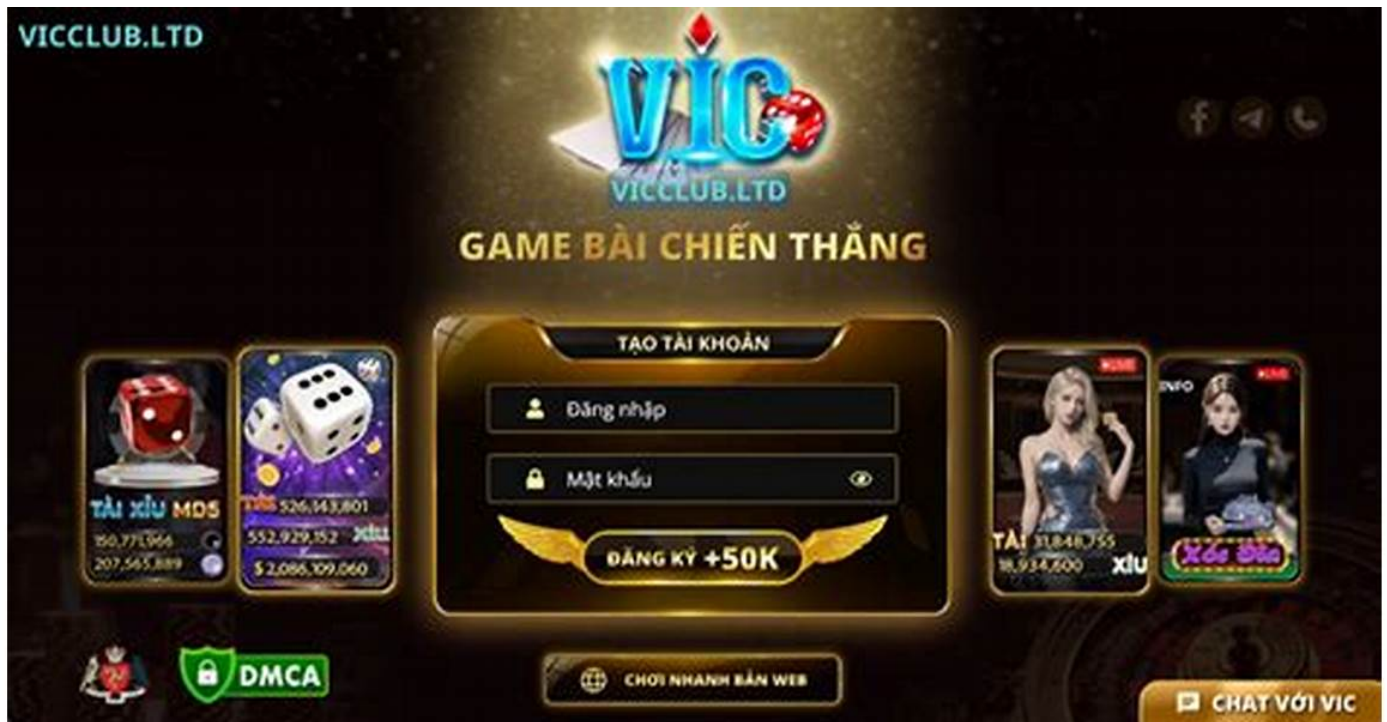 VICCLUB.LTD
VIC
VICCLUB.LTD
GAME BÀI CHIẾN THẮNG
TẠO TÀI KHOẢN
Đăng nhập
Mật khẩu
ĐĂNG KÝ +50K
TÀI XỈU MD5
150,771,966
207,565,889
TÀI 526,143,801
552,929,152 XỈU
$ 2,086,109,060
LIVE
TÀI 31,848,755
18,934,600 XỈU
INFO
LIVE
Xóc Đĩa
DMCA
CHƠI NHANH BẢN WEB
CHAT VỚI VIC